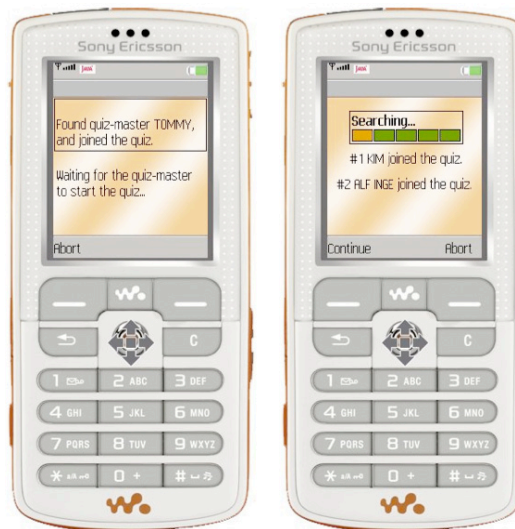 Sony Ericsson
Java
Found quiz-master TOMMY,
and joined the quiz.
Waiting for the quiz-master
to start the quiz...
Abort
C
1
2 ABC
3 DEF
4 GHI
5 JKL
6 MNO
7 PQRS
8 TUV
9 WXYZ
* a/A
0 +
#
Sony Ericsson
Java
Searching...
#1 KIM joined the quiz.
#2 ALF INGE joined the quiz.
Continue Abort
C
1
2 ABC
3 DEF
4 GHI
5 JKL
6 MNO
7 PQRS
8 TUV
9 WXYZ
* a/A
0 +
#